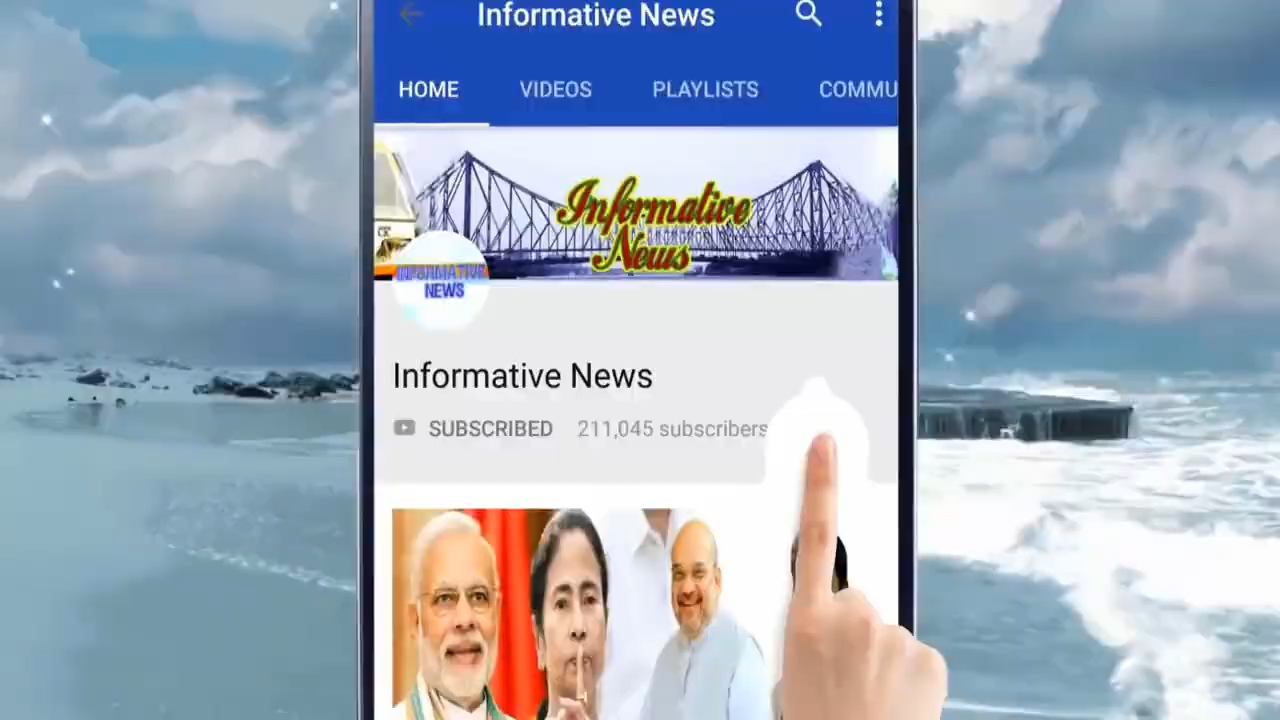 Informative News
HOME VIDEOS PLAYLISTS COMMU
Informative
News
INFORMATIVE
NEWS
Informative News
SUBSCRIBED 211,045 subscribers